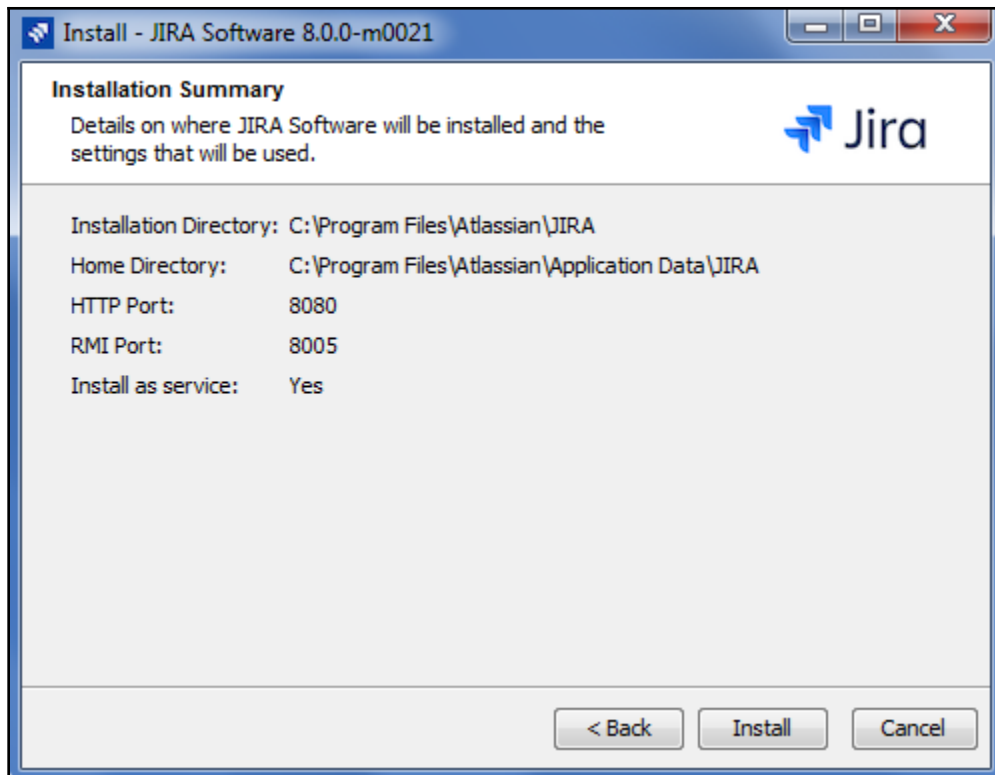 Install - JIRA Software 8.0.0-m0021
Installation Summary
Details on where JIRA Software will be installed and the
settings that will be used.
Jira
Installation Directory: C:\Program Files\Atlassian\JIRA
Home Directory: C:\Program Files\Atlassian\Application Data\JIRA
HTTP Port: 8080
RMI Port: 8005
Install as service: Yes
< Back Install Cancel